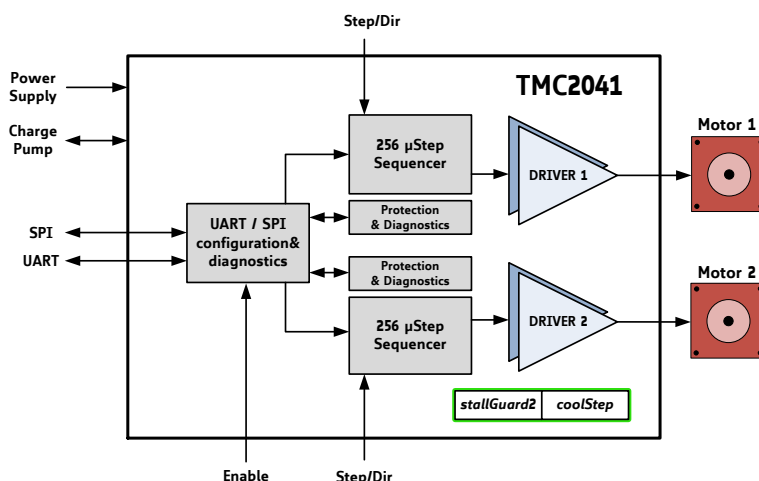 Step/Dir
TMC2041
Power
Supply
Charge
Pump
SPI
UART
UART / SPI
configuration&
diagnostics
256 µStep
Sequencer
Protection
& Diagnostics
Protection
& Diagnostics
256 µStep
Sequencer
DRIVER 1
DRIVER 2
Motor 1
Motor 2
stallGuard2 coolStep
Enable
Step/Dir